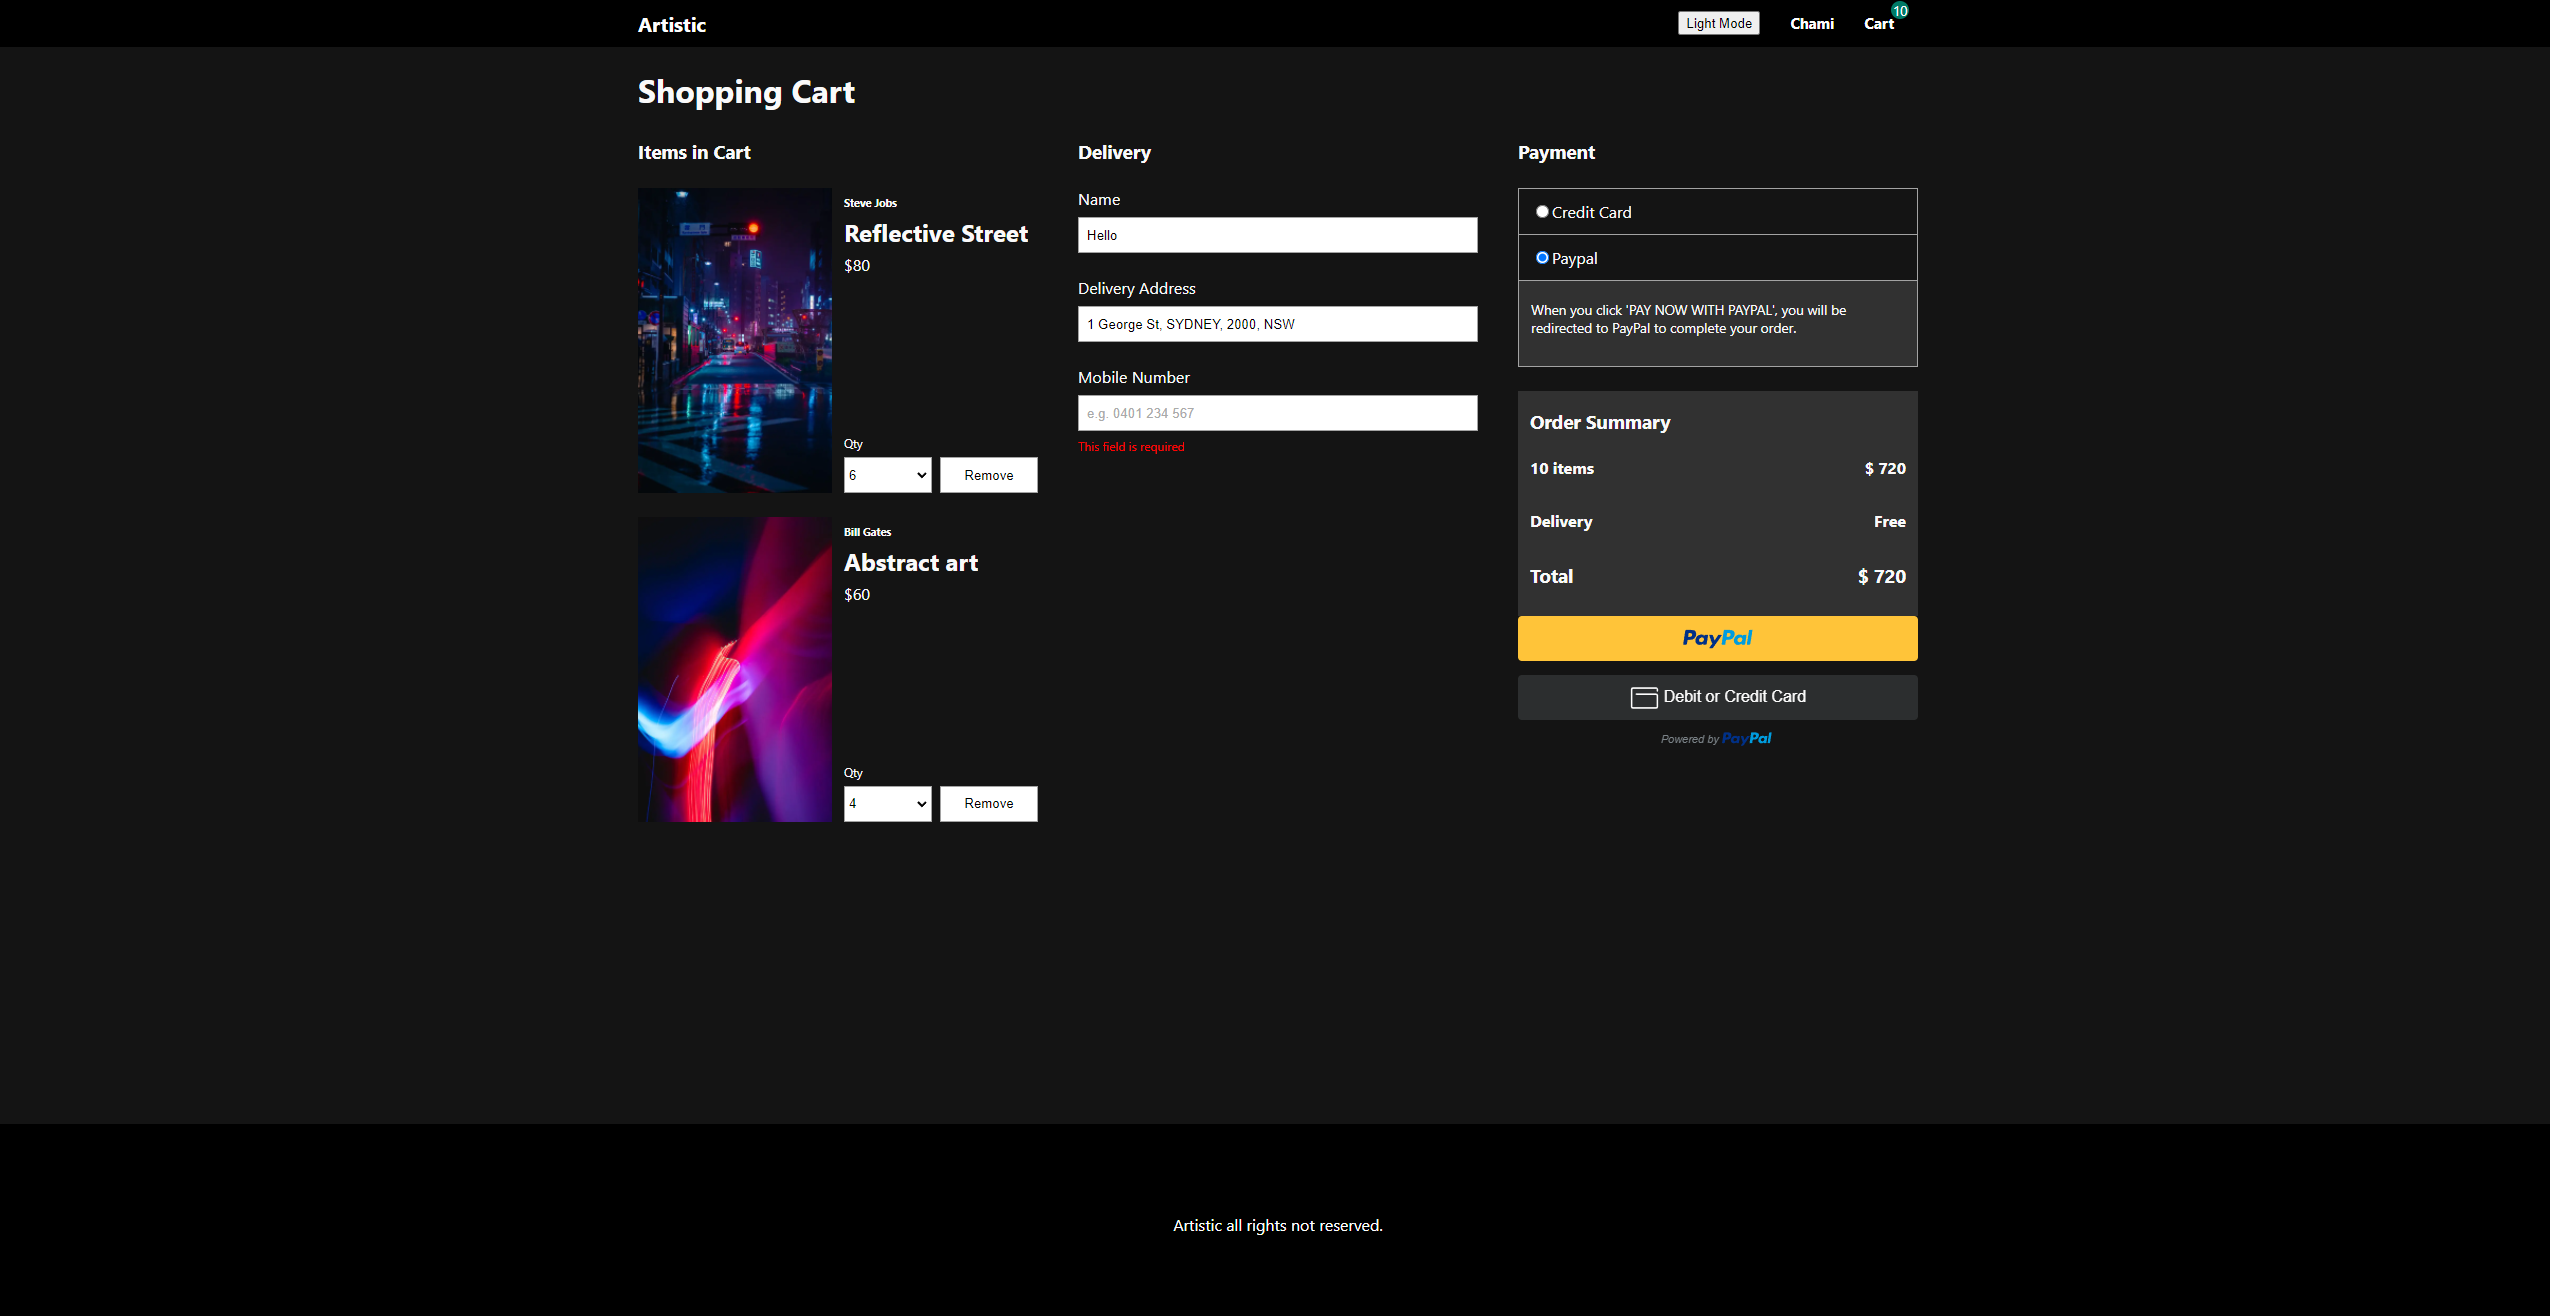 Artistic
Light Mode
Chami
Cart
10
Shopping Cart
Items in Cart
Steve Jobs
Reflective Street
$80
Qty
6
Remove
Bill Gates
Abstract art
$60
Qty
4
Remove
Delivery
Name
Hello
Delivery Address
1 George St, SYDNEY, 2000, NSW
Mobile Number
e.g. 0401 234 567
This field is required
Payment
Credit Card
Paypal
When you click 'PAY NOW WITH PAYPAL', you will be
redirected to PayPal to complete your order.
Order Summary
10 items $ 720
Delivery Free
Total $ 720
PayPal
Debit or Credit Card
Powered by PayPal
Artistic all rights not reserved.